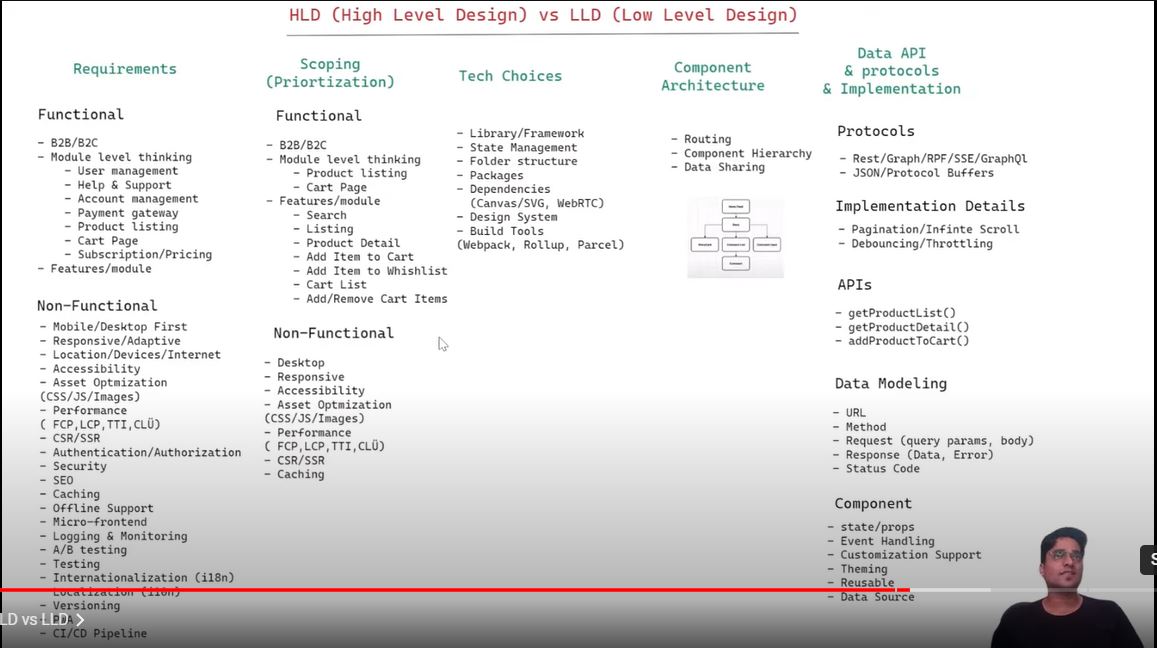 HLD (High Level Design) vs LLD (Low Level Design)
Requirements
Functional
- B2B/B2C
- Module level thinking
- User management
- Help & Support
- Account management
- Payment gateway
- Product listing
- Cart Page
- Subscription/Pricing
- Features/module
Non-Functional
- Mobile/Desktop First
- Responsive/Adaptive
- Location/Devices/Internet
- Accessibility
- Asset Optmization
(CSS/JS/Images)
- Performance
( FCP,LCP,TTI,CLÜ)
- CSR/SSR
- Authentication/Authorization
- Security
- SEO
- Caching
- Offline Support
- Micro-frontend
- Logging & Monitoring
- A/B testing
- Testing
- Internationalization (i18n)
- Localization (l10n)
- Versioning
- CI/CD Pipeline
Scoping
(Priortization)
Functional
- B2B/B2C
- Module level thinking
- Product listing
- Cart Page
- Features/module
- Search
- Listing
- Product Detail
- Add Item to Cart
- Add Item to Whishlist
- Cart List
- Add/Remove Cart Items
Non-Functional
- Desktop
- Responsive
- Accessibility
- Asset Optmization
(CSS/JS/Images)
- Performance
( FCP,LCP,TTI,CLÜ)
- CSR/SSR
- Caching
Tech Choices
- Library/Framework
- State Management
- Folder structure
- Packages
- Dependencies
(Canvas/SVG, WebRTC)
- Design System
- Build Tools
(Webpack, Rollup, Parcel)
Component
Architecture
- Routing
- Component Hierarchy
- Data Sharing
Data API
& protocols
& Implementation
Protocols
- Rest/Graph/RPF/SSE/GraphQl
- JSON/Protocol Buffers
Implementation Details
- Pagination/Infinte Scroll
- Debouncing/Throttling
APIs
- getProductList()
- getProductDetail()
- addProductToCart()
Data Modeling
- URL
- Method
- Request (query params, body)
- Response (Data, Error)
- Status Code
Component
- state/props
- Event Handling
- Customization Support
- Theming
- Reusable
- Data Source
LD vs LLD